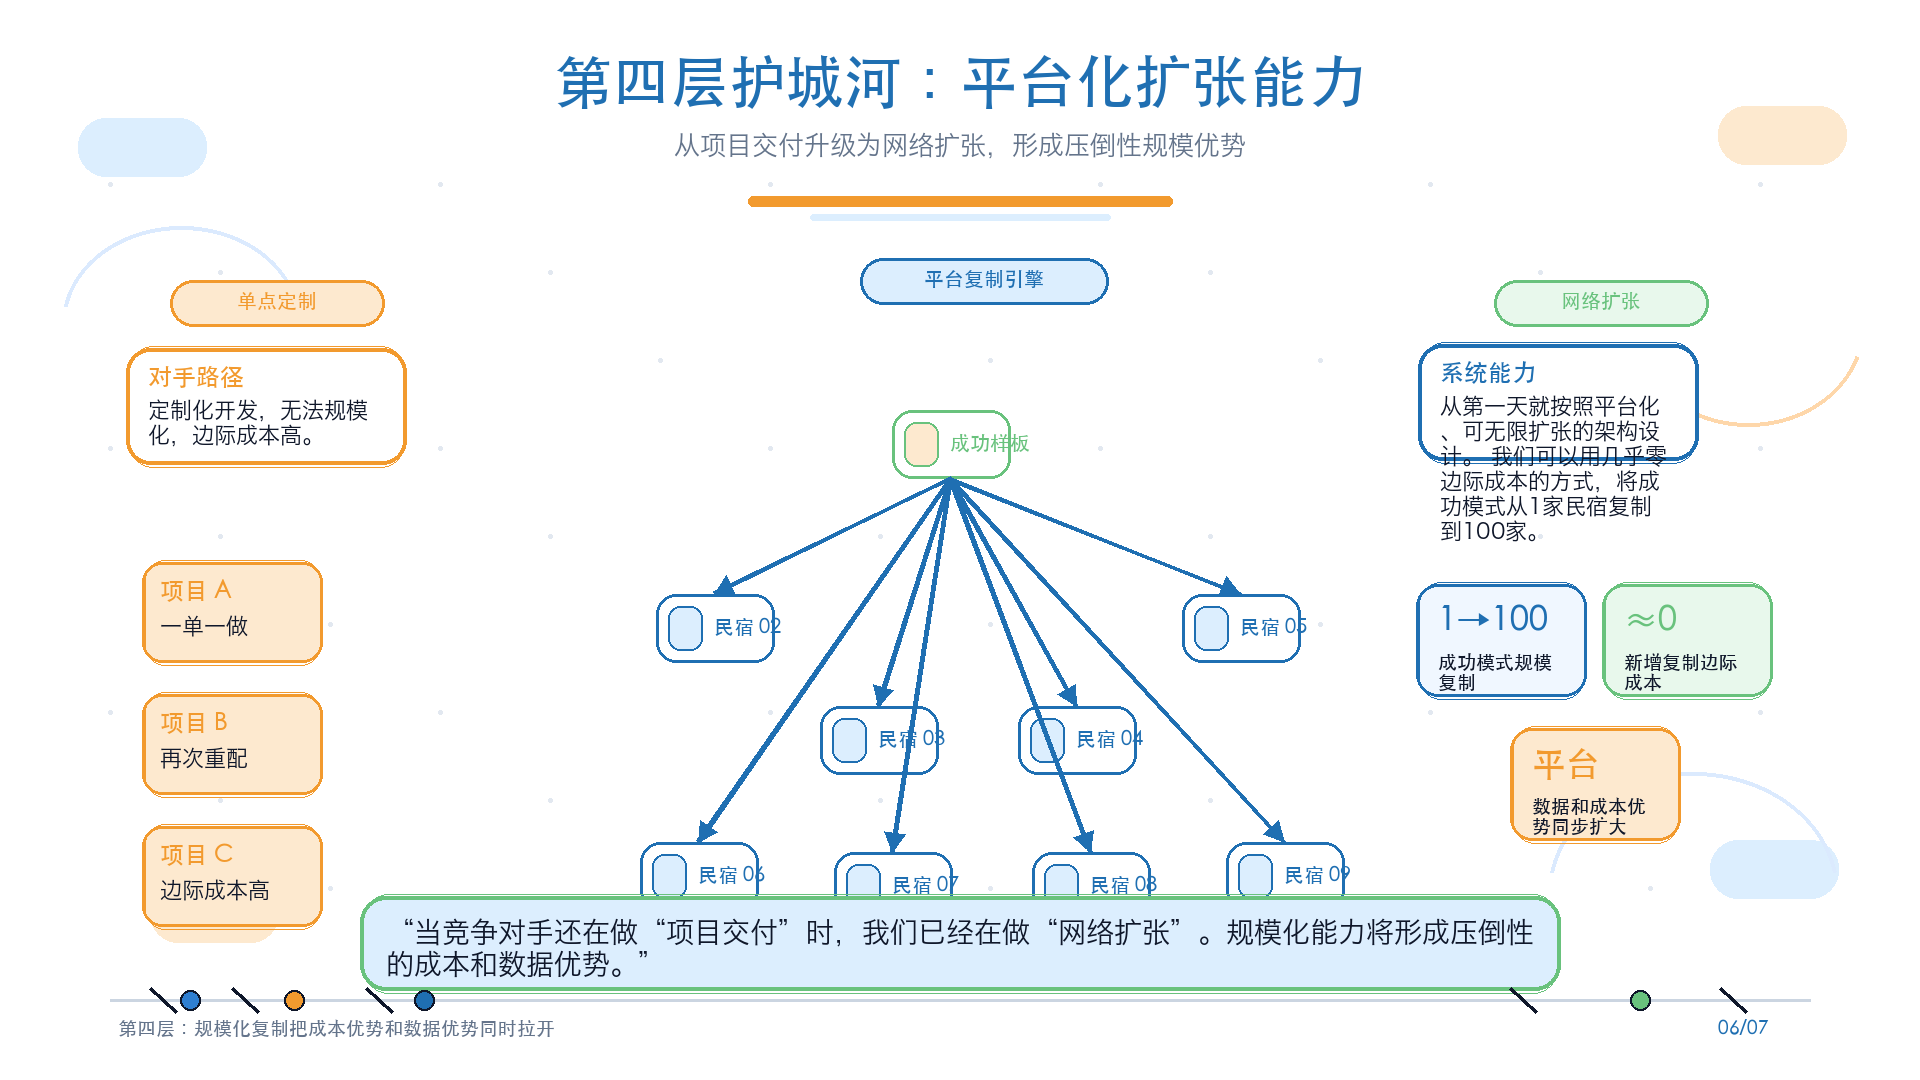 第四层护城河：平台化扩张能力
从项目交付升级为网络扩张，形成压倒性规模优势
平台复制引擎
单点定制
对手路径
定制化开发，无法规模
化，边际成本高。
项目 A
一单一做
项目 B
再次重配
项目 C
边际成本高
成功样板
民宿 02
民宿 05
民宿 03
民宿 04
民宿 06
民宿 07
民宿 08
民宿 09
网络扩张
系统能力
从第一天就按照平台化
、可无限扩张的架构设
计。 我们可以用几乎零
边际成本的方式，将成
功模式从1家民宿复制
到100家。
1→100
成功模式规模
复制
≈0
新增复制边际
成本
平台
数据和成本优
势同步扩大
“当竞争对手还在做“项目交付”时，我们已经在做“网络扩张”。规模化能力将形成压倒性
的成本和数据优势。”
第四层：规模化复制把成本优势和数据优势同时拉开
06/07